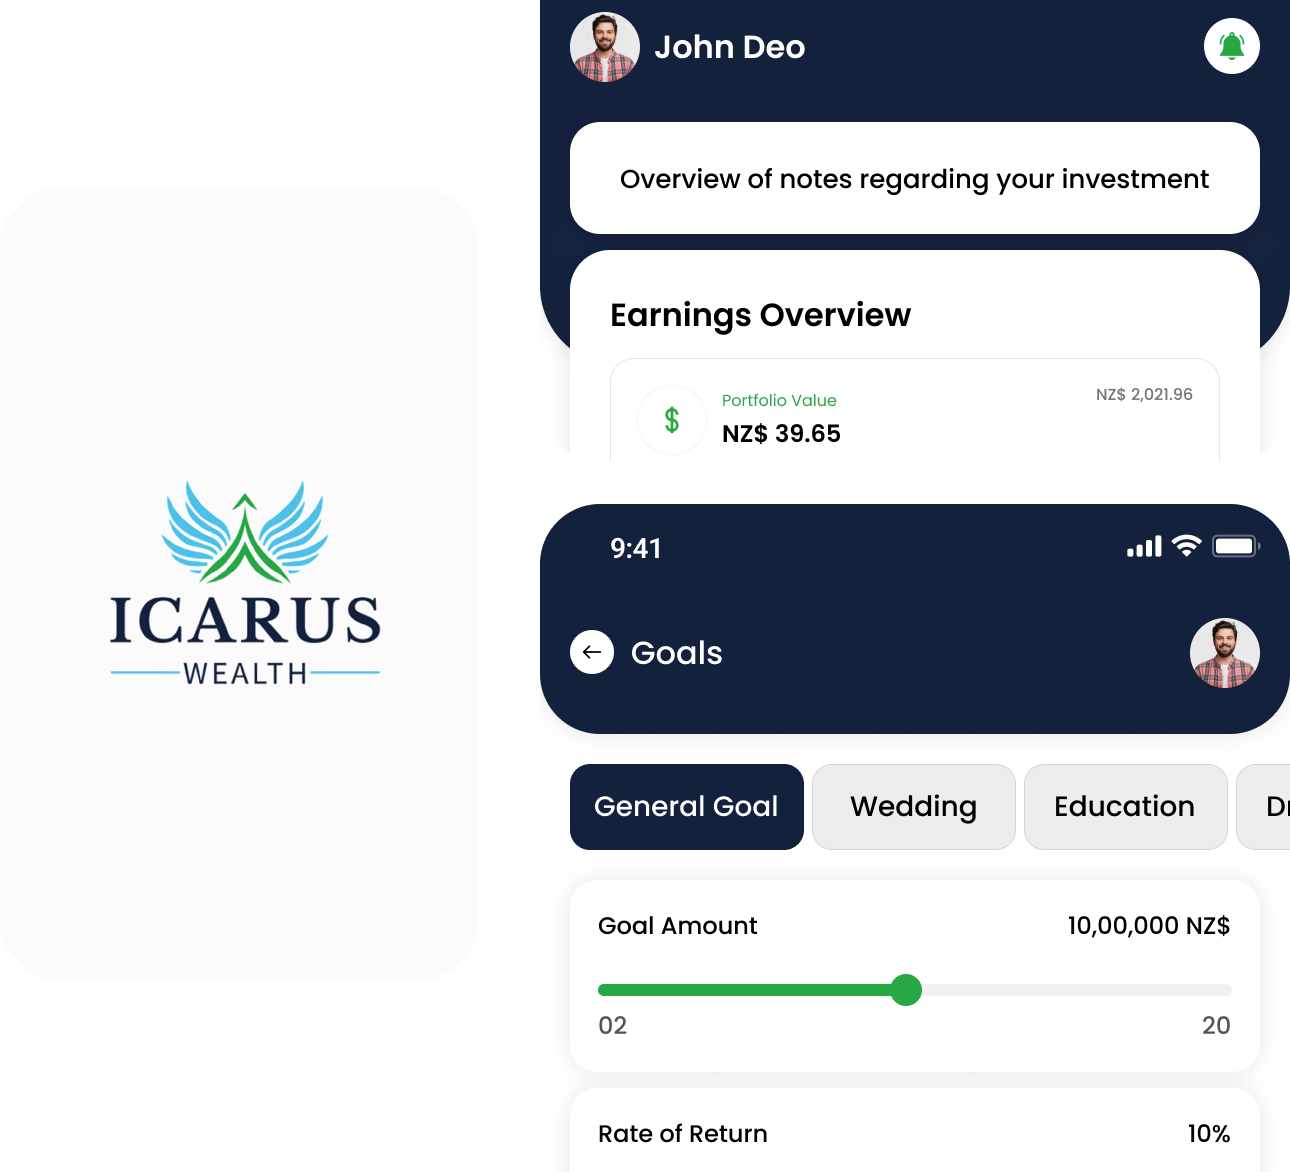 ICARUS
WEALTH
John Deo
Overview of notes regarding your investment
Earnings Overview
Portfolio Value
NZ$ 2,021.96
$
NZ$ 39.65
9:41
Goals
General Goal
Wedding
Education
Goal Amount
10,00,000 NZ$
02
20
Rate of Return
10%